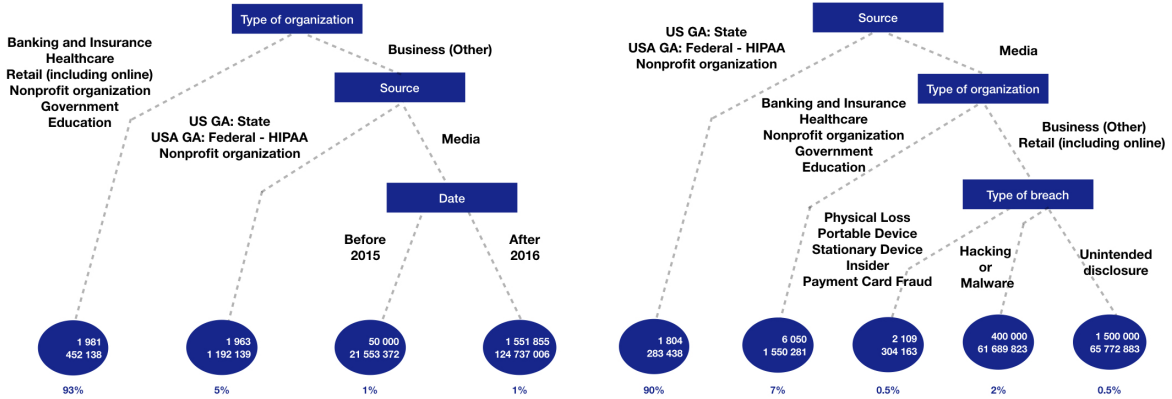 Type of organization
Banking and Insurance
Healthcare
Retail (including online)
Nonprofit organization
Government
Education
Business (Other)
Source
US GA: State
USA GA: Federal - HIPAA
Nonprofit organization
Media
Date
Before
2015
After
2016
1 981
452 138
1 963
1 192 139
50 000
21 553 372
1 551 855
124 737 006
93%
5%
1%
1%
Source
US GA: State
USA GA: Federal - HIPAA
Nonprofit organization
Media
Type of organization
Banking and Insurance
Healthcare
Nonprofit organization
Government
Education
Business (Other)
Retail (including online)
Type of breach
Physical Loss
Portable Device
Stationary Device
Insider
Payment Card Fraud
Hacking
or
Malware
Unintended
disclosure
1 804
283 438
6 050
1 550 281
2 109
304 163
400 000
61 689 823
1 500 000
65 772 883
90%
7%
0.5%
2%
0.5%